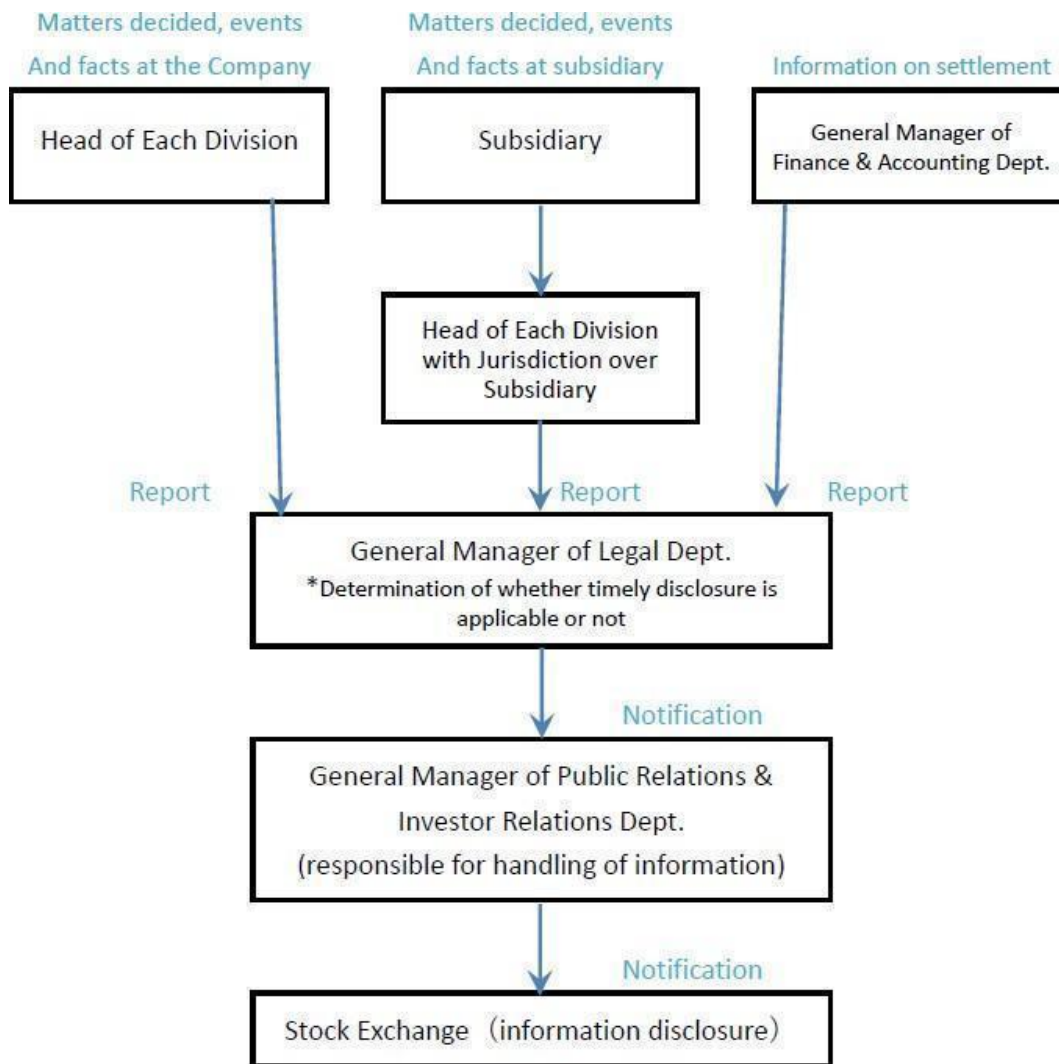 Matters decided, events
And facts at the Company
Matters decided, events
And facts at subsidiary
Information on settlement
Head of Each Division
Subsidiary
General Manager of
Finance & Accounting Dept.
Head of Each Division
with Jurisdiction over
Subsidiary
Report
Report
Report
General Manager of Legal Dept.
*Determination of whether timely disclosure is
applicable or not
Notification
General Manager of Public Relations &
Investor Relations Dept.
(responsible for handling of information)
Notification
Stock Exchange（information disclosure）